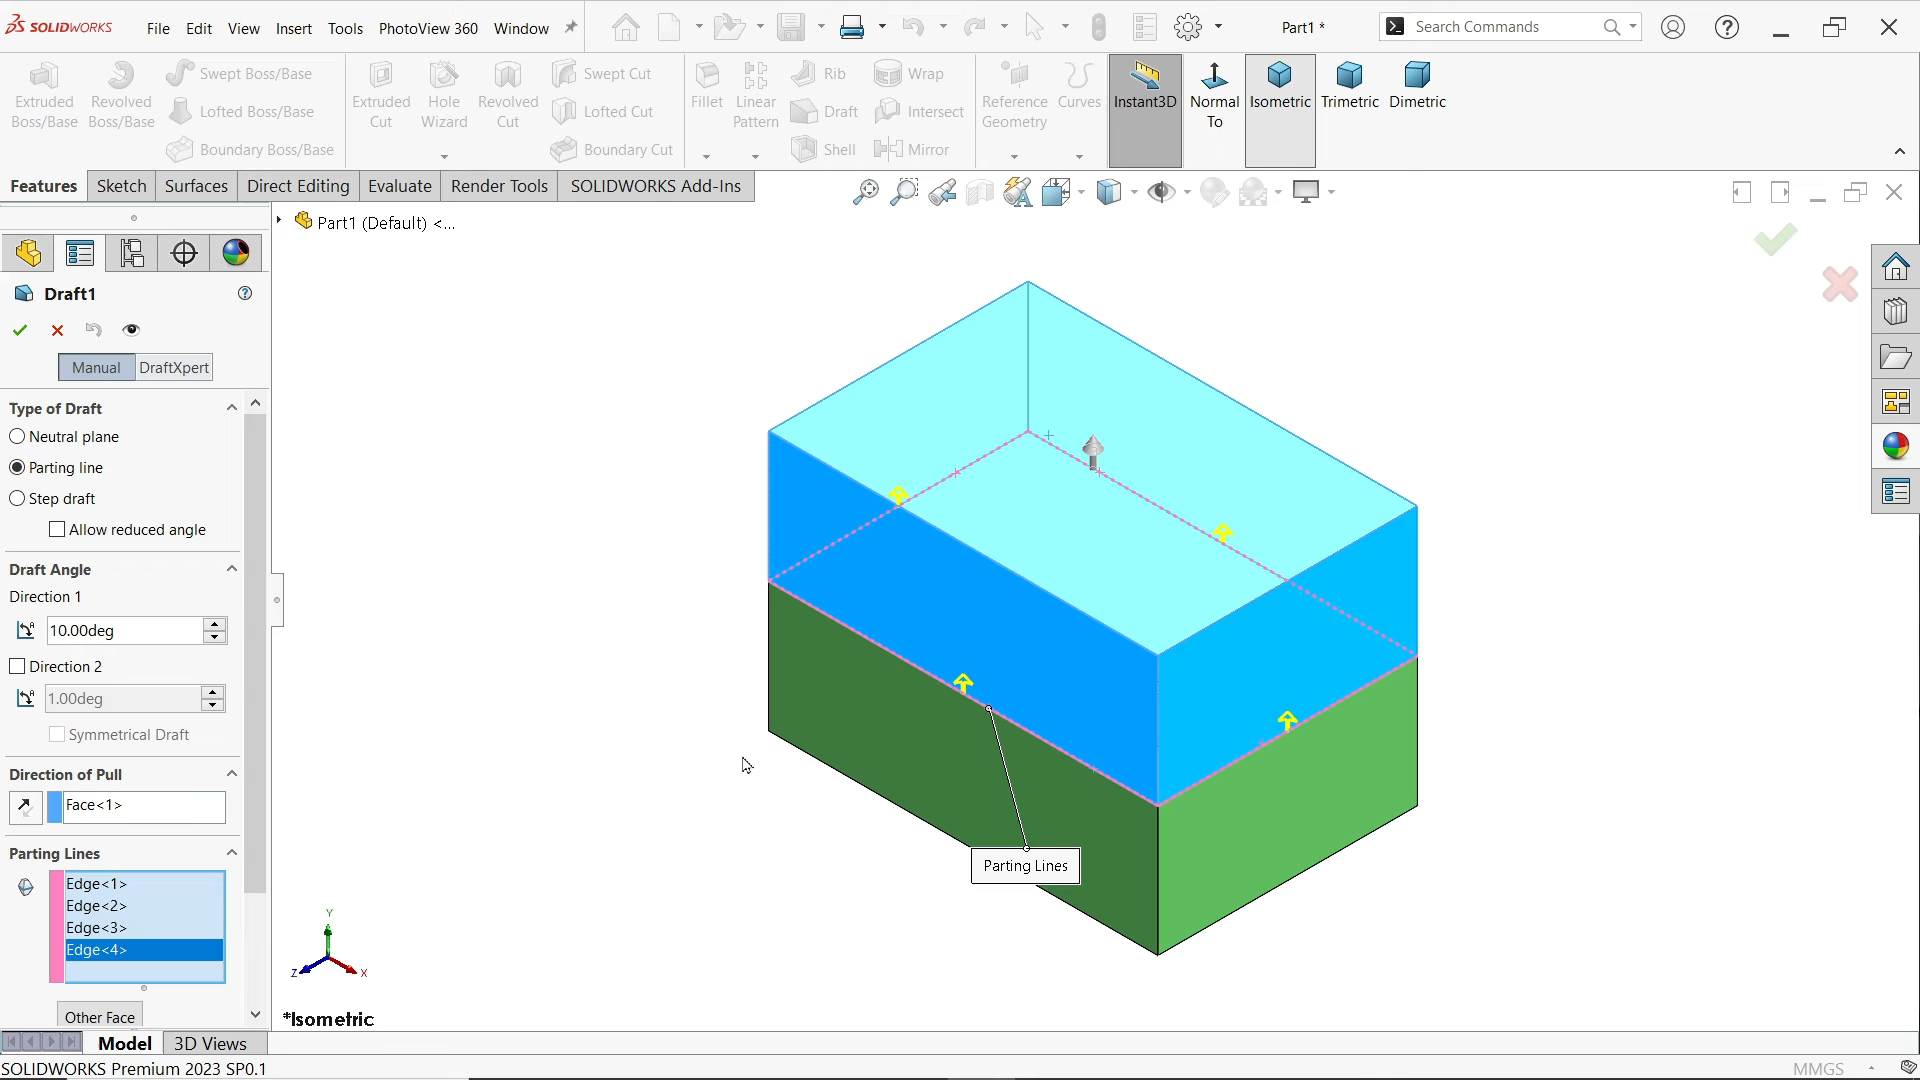 SOLIDWORKS File Edit View Insert Tools PhotoView 360 Window Part1 * Search Commands
Extruded Boss/Base
Revolved Boss/Base
Swept Boss/Base
Lofted Boss/Base
Boundary Boss/Base
Extruded Cut
Hole Wizard
Revolved Cut
Swept Cut
Lofted Cut
Boundary Cut
Fillet
Linear Pattern
Rib
Draft
Shell
Wrap
Intersect
Mirror
Reference Geometry
Curves
Instant3D
Normal To
Isometric
Trimetric
Dimetric
Features Sketch Surfaces Direct Editing Evaluate Render Tools SOLIDWORKS Add-Ins
Part1 (Default) <...
Draft1
Manual DraftXpert
Type of Draft
Neutral plane
Parting line
Step draft
Allow reduced angle
Draft Angle
Direction 1
10.00deg
Direction 2
1.00deg
Symmetrical Draft
Direction of Pull
Face<1>
Parting Lines
Edge<1>
Edge<2>
Edge<3>
Edge<4>
Other Face
Parting Lines
Y
Z
X
*Isometric
Model 3D Views
SOLIDWORKS Premium 2023 SP0.1
MMGS